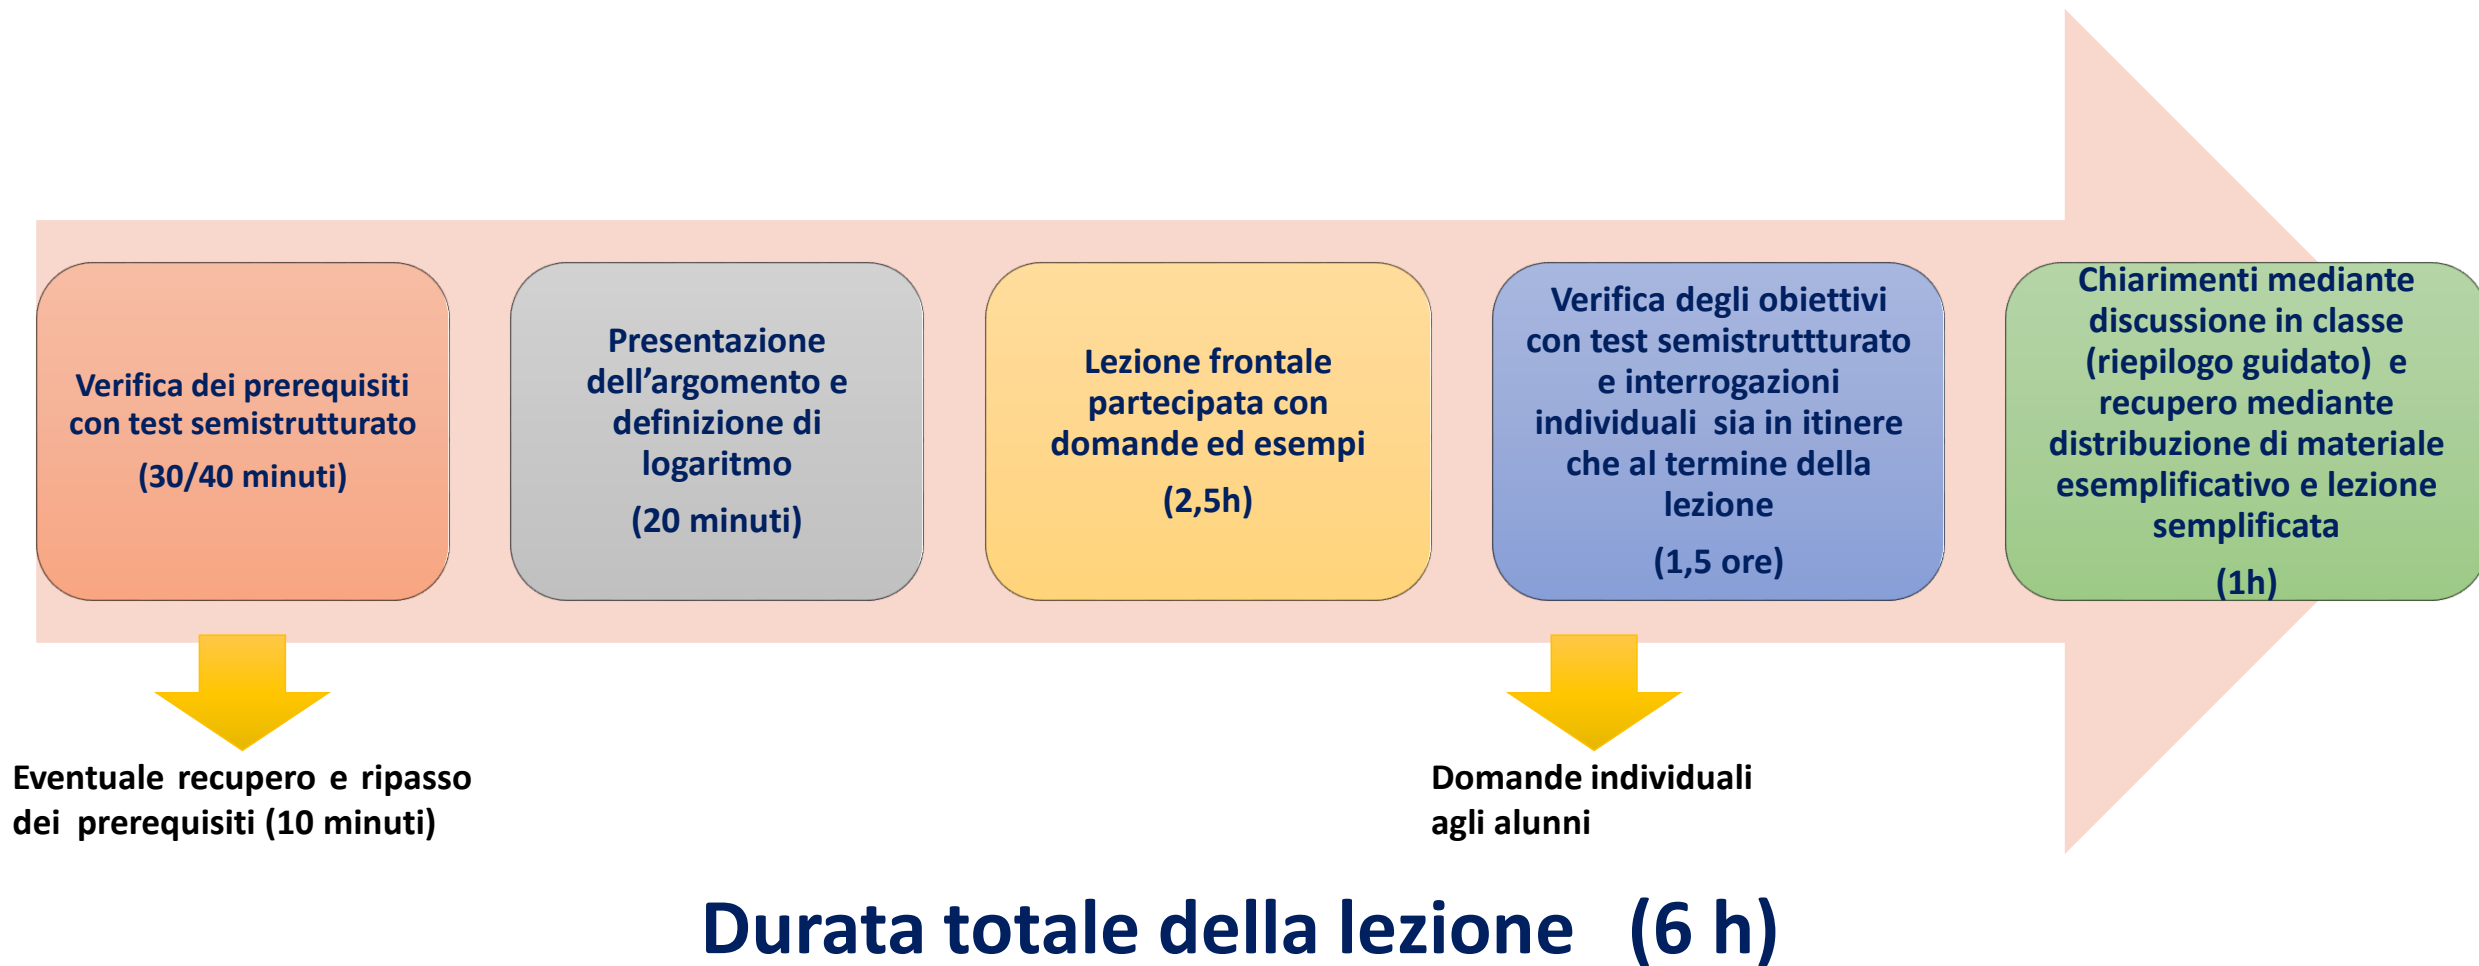 Verifica dei prerequisiti
con test semistrutturato
(30/40 minuti)
Presentazione
dell’argomento e
definizione di
logaritmo
(20 minuti)
Lezione frontale
partecipata con
domande ed esempi
(2,5h)
Verifica degli obiettivi
con test semistruttturato
e interrogazioni
individuali sia in itinere
che al termine della
lezione
(1,5 ore)
Chiarimenti mediante
discussione in classe
(riepilogo guidato) e
recupero mediante
distribuzione di materiale
esemplificativo e lezione
semplificata
(1h)
Eventuale recupero e ripasso
dei prerequisiti (10 minuti)
Domande individuali
agli alunni
Durata totale della lezione (6 h)